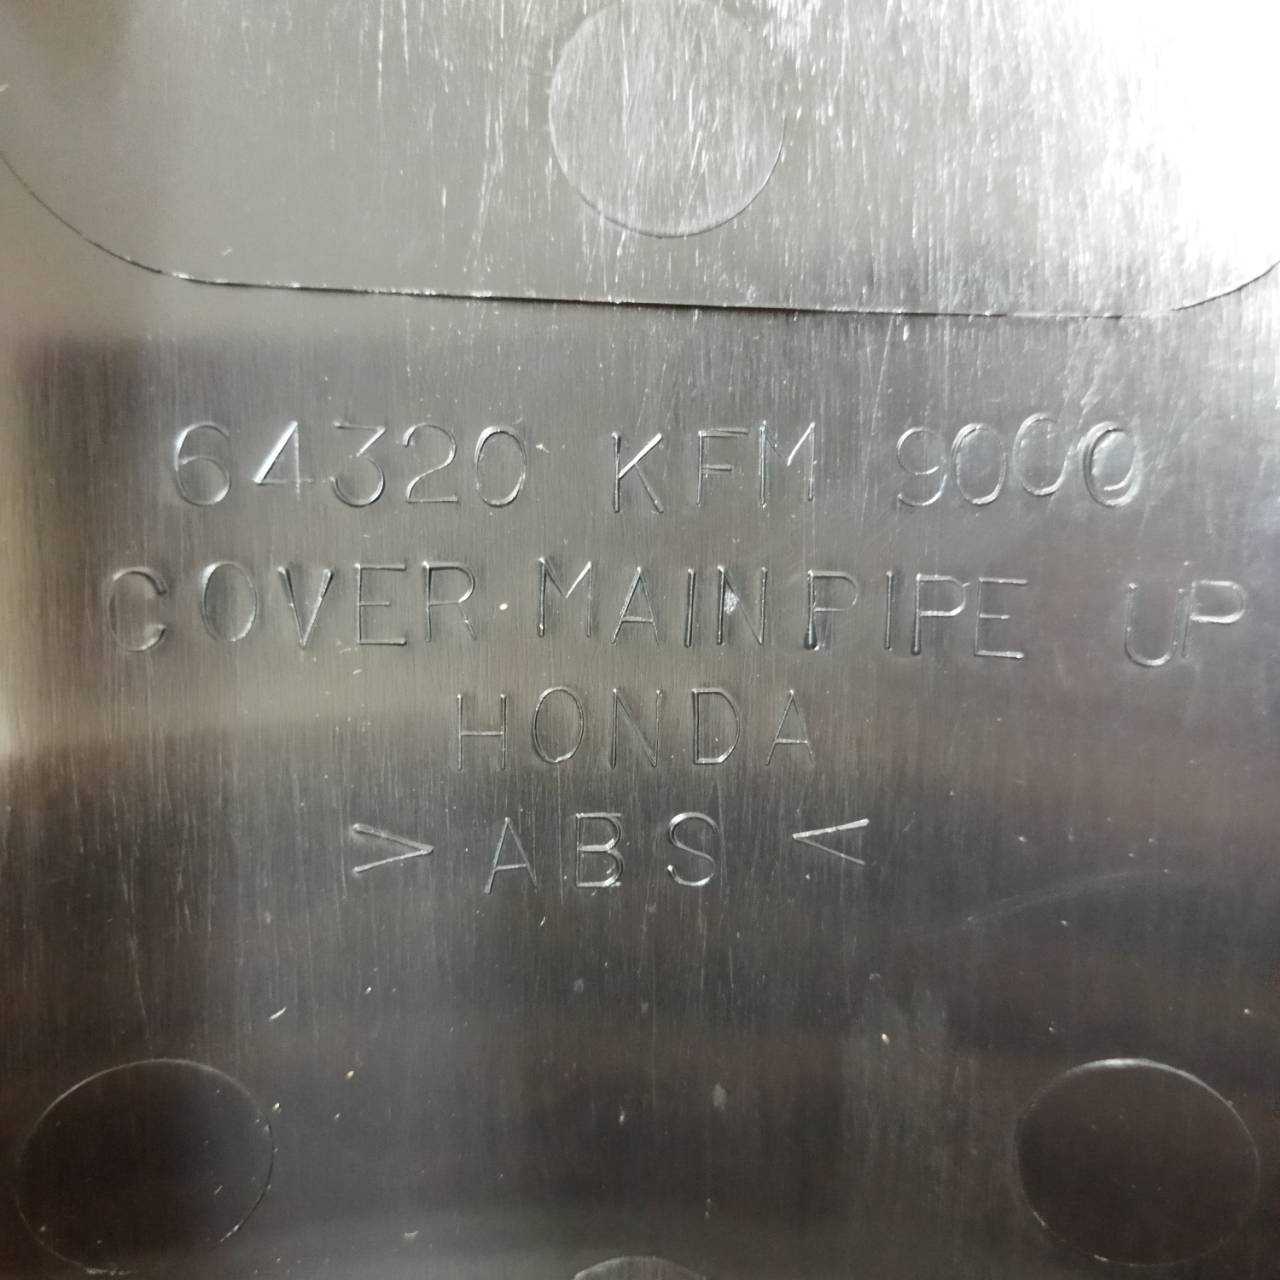 64320 KFM 9000
COVER MAIN PIPE UP
HONDA
> ABS <